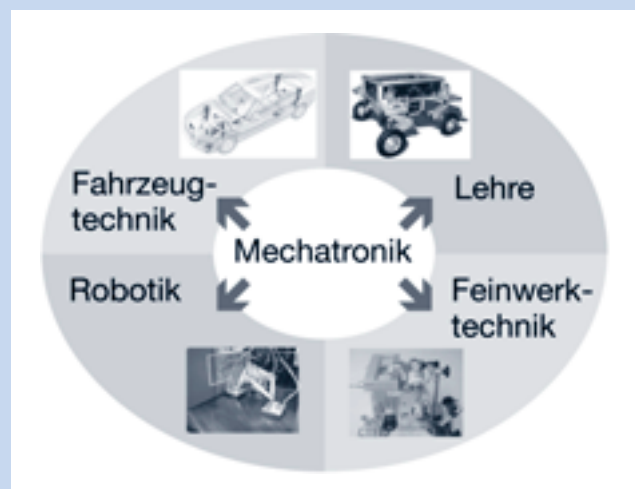 Fahrzeug-
technik
Lehre
Mechatronik
Robotik
Feinwerk-
technik